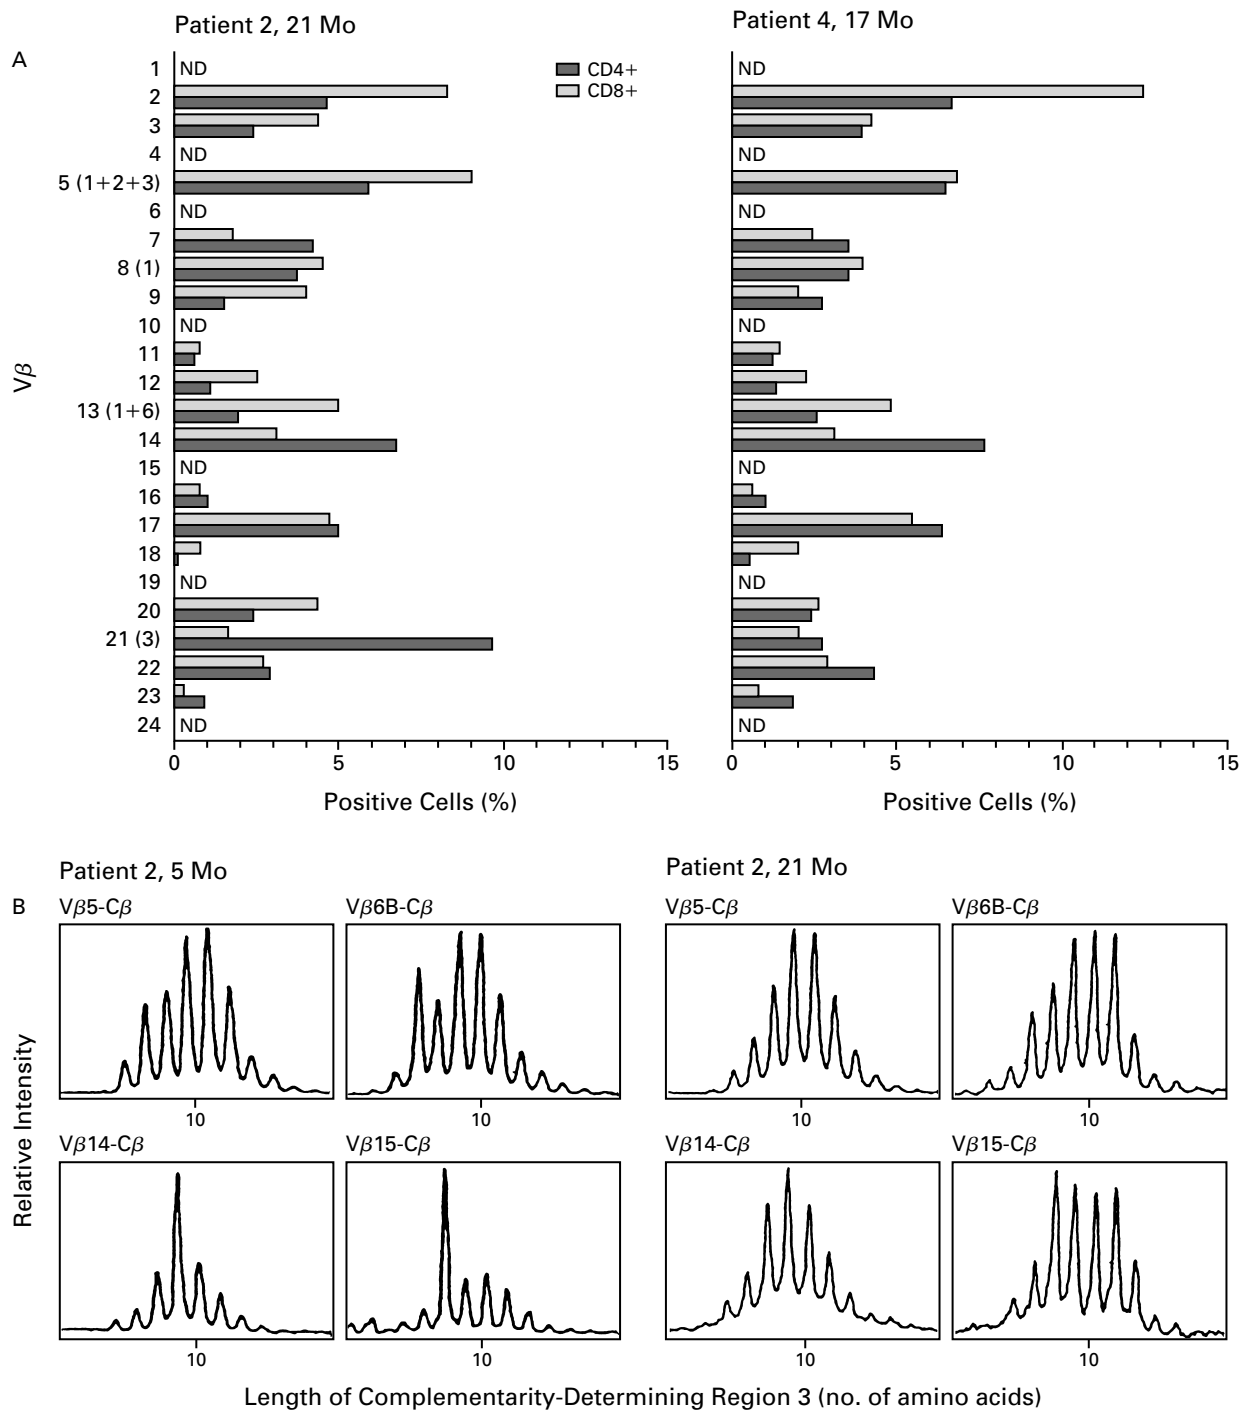 Patient 2, 21 Mo
Patient 4, 17 Mo
A
CD4+
CD8+
Vβ
1 ND ND
2
3
4 ND ND
5 (1+2+3)
6 ND ND
7
8 (1)
9
10 ND ND
11
12
13 (1+6)
14
15 ND ND
16
17
18
19 ND ND
20
21 (3)
22
23
24 ND ND
0 5 10 15 0 5 10 15
Positive Cells (%) Positive Cells (%)
Patient 2, 5 Mo
Patient 2, 21 Mo
B
Vβ5-Cβ Vβ6B-Cβ Vβ5-Cβ Vβ6B-Cβ
10 10 10 10
Vβ14-Cβ Vβ15-Cβ Vβ14-Cβ Vβ15-Cβ
10 10 10 10
Relative Intensity
Length of Complementarity-Determining Region 3 (no. of amino acids)